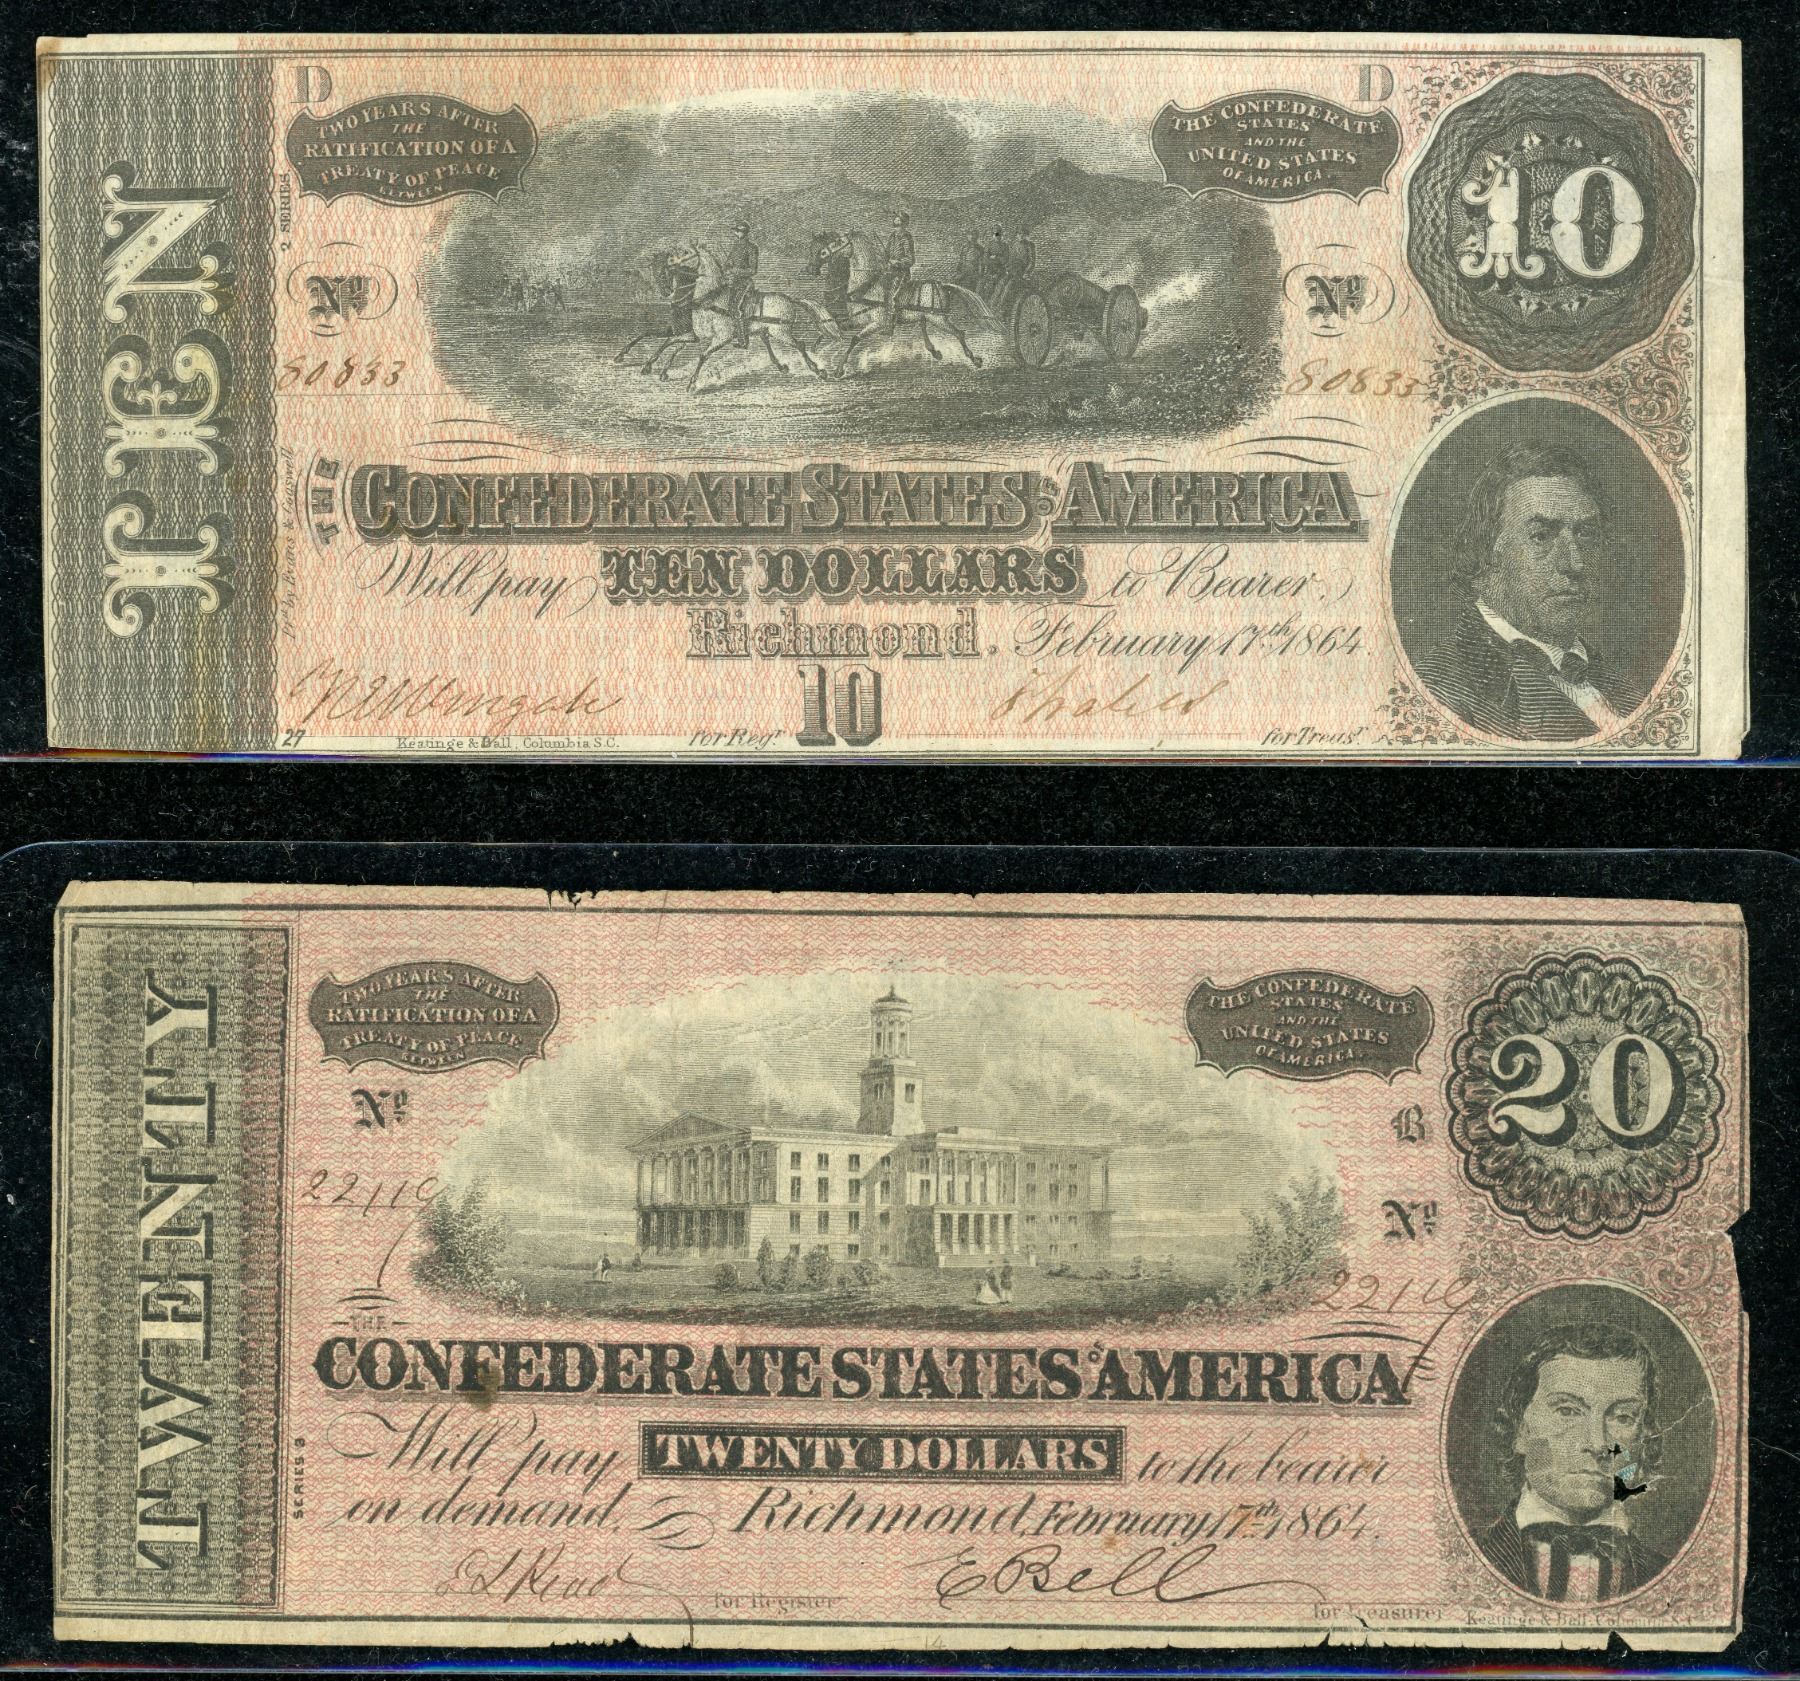 D
D
TWO YEARS AFTER
THE
RATIFICATION OF A
TREATY OF PEACE
BETWEEN
THE CONFEDERATE
STATES
AND THE
UNITED STATES
OF AMERICA.
10
TEN
2 SERIES
No
No
80833
80833
THE
CONFEDERATE STATES OF AMERICA
Will pay TEN DOLLARS to Bearer.
Richmond. February 17th 1864.
10
27
Keatinge & Ball, Columbia S.C.
for Regr
for Treasr
TWO YEARS AFTER
THE
RATIFICATION OF A
TREATY OF PEACE
BETWEEN
THE CONFEDERATE
STATES
AND THE
UNITED STATES
OF AMERICA.
20
TWENTY
No
B
No
THE
CONFEDERATE STATES OF AMERICA
SERIES 3
Will pay TWENTY DOLLARS to the bearer
on demand. Richmond, February 17th 1864.
E Bell
for Register
for Treasurer
Keatinge & Ball, Columbia S.C.
14